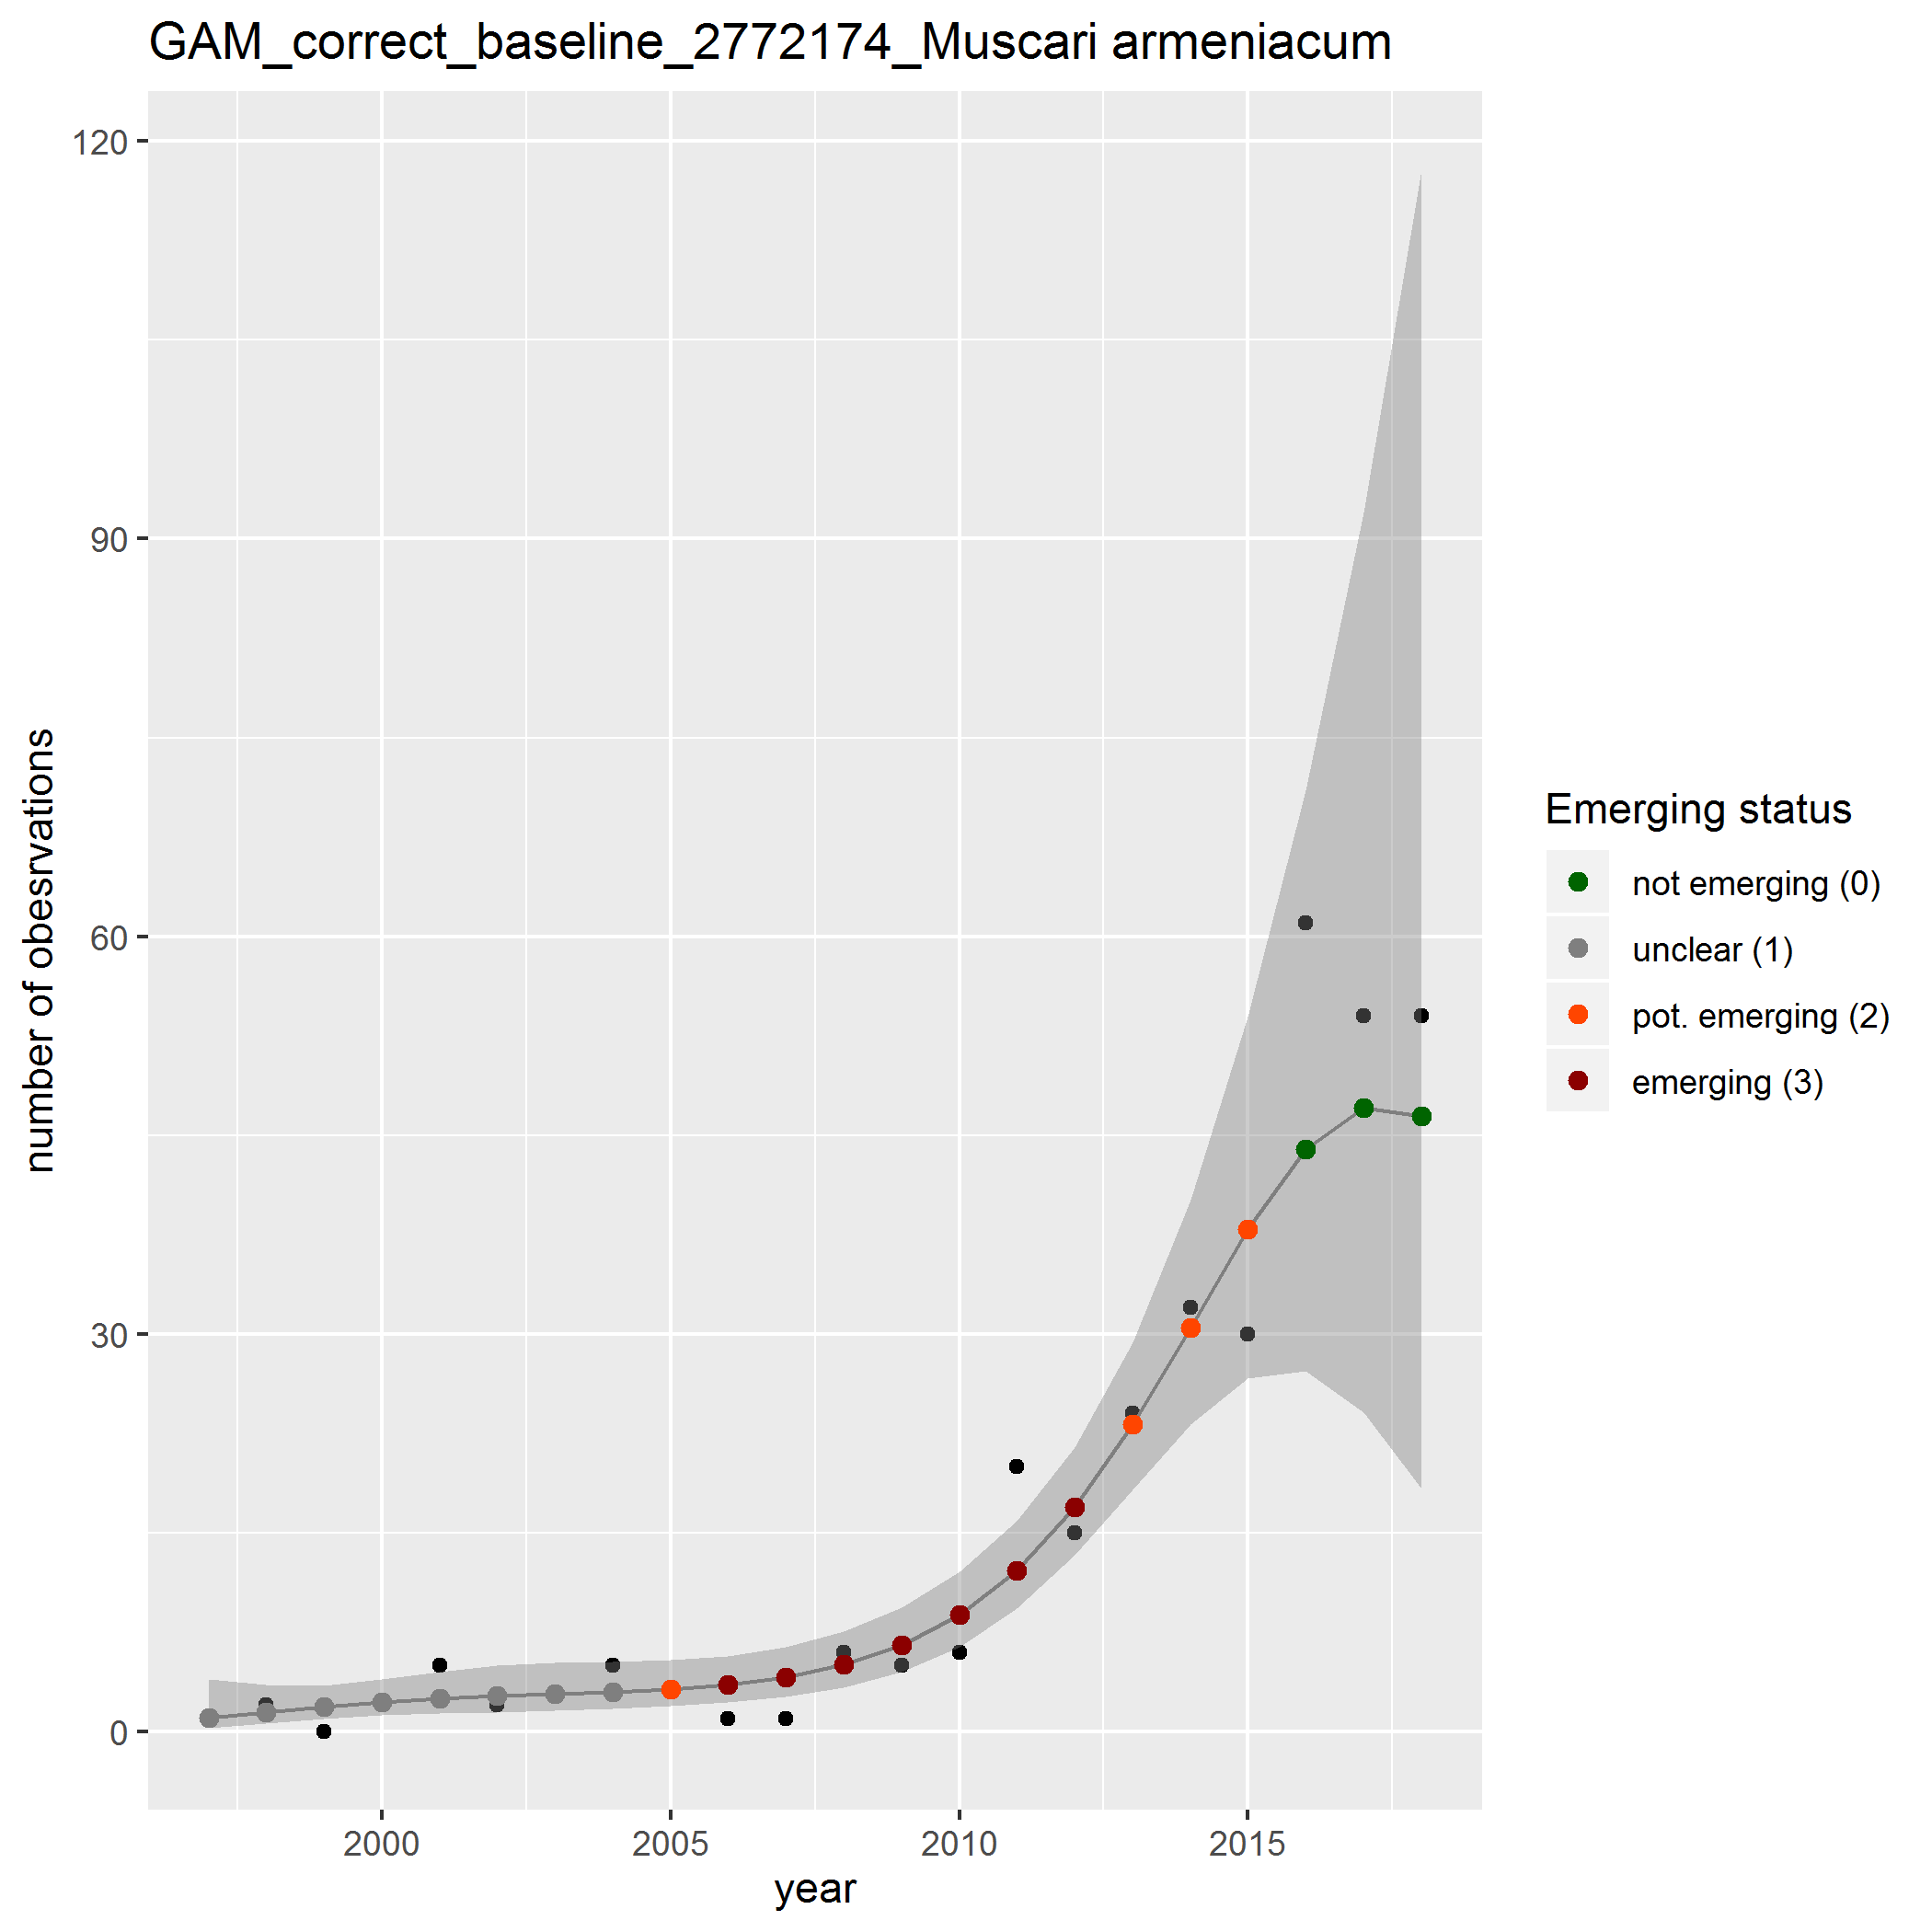 GAM_correct_baseline_2772174_Muscari armeniacum
120
90
60
30
0
number of obesrvations
2000
2005
2010
2015
year
Emerging status
not emerging (0)
unclear (1)
pot. emerging (2)
emerging (3)